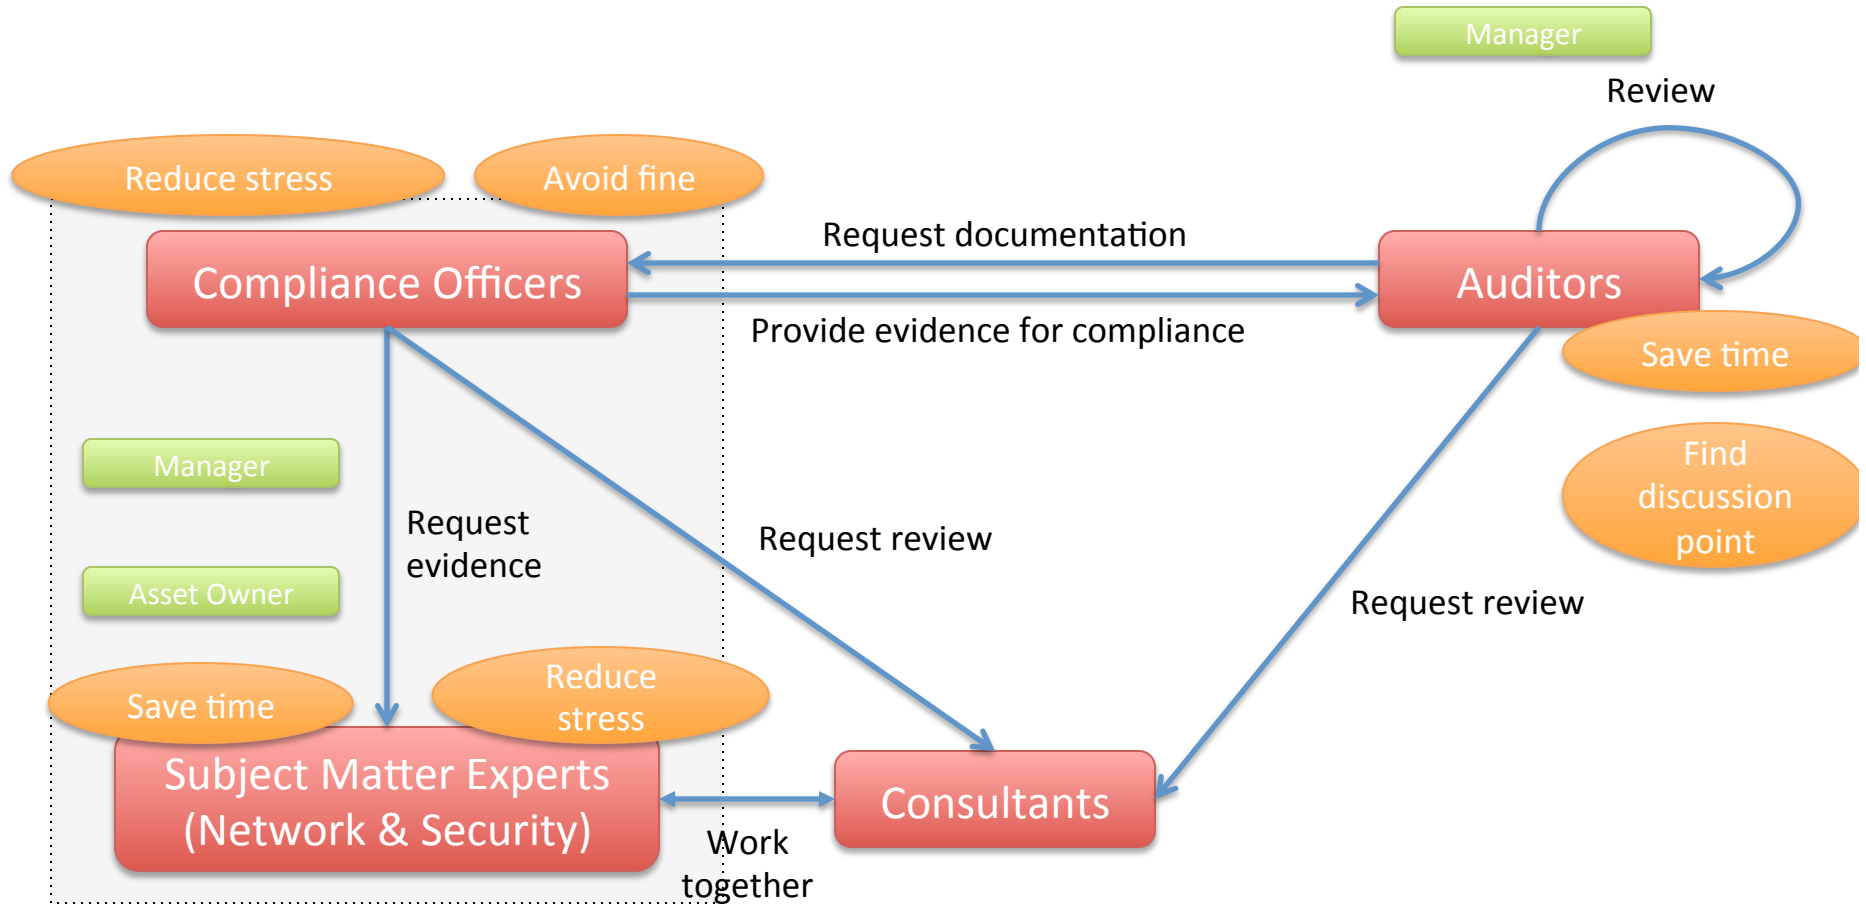 Manager
Review
Reduce stress
Avoid fine
Request documentation
Compliance Officers
Auditors
Provide evidence for compliance
Save time
Manager
Find
discussion
point
Request
evidence
Request review
Asset Owner
Request review
Save time
Reduce
stress
Subject Matter Experts
(Network & Security)
Consultants
Work
together